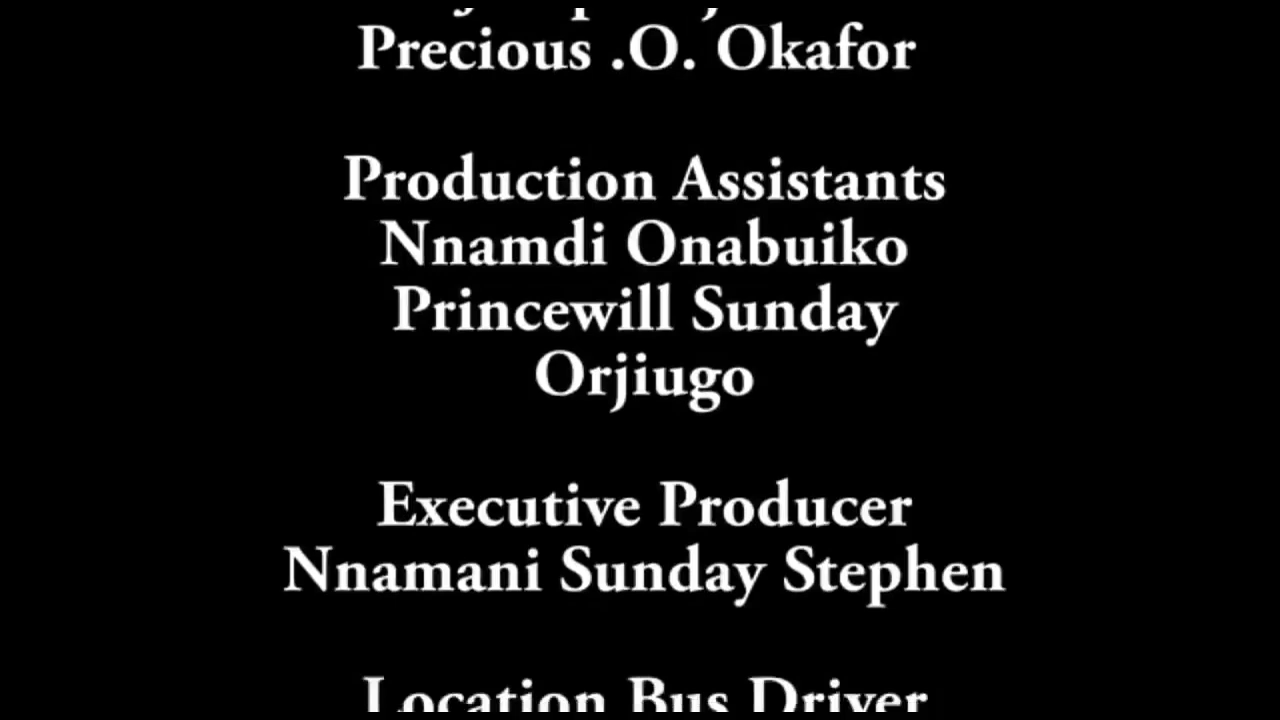 Precious .O. Okafor
Production Assistants
Nnamdi Onabuiko
Princewill Sunday
Orjiugo
Executive Producer
Nnamani Sunday Stephen
Location Bus Driver